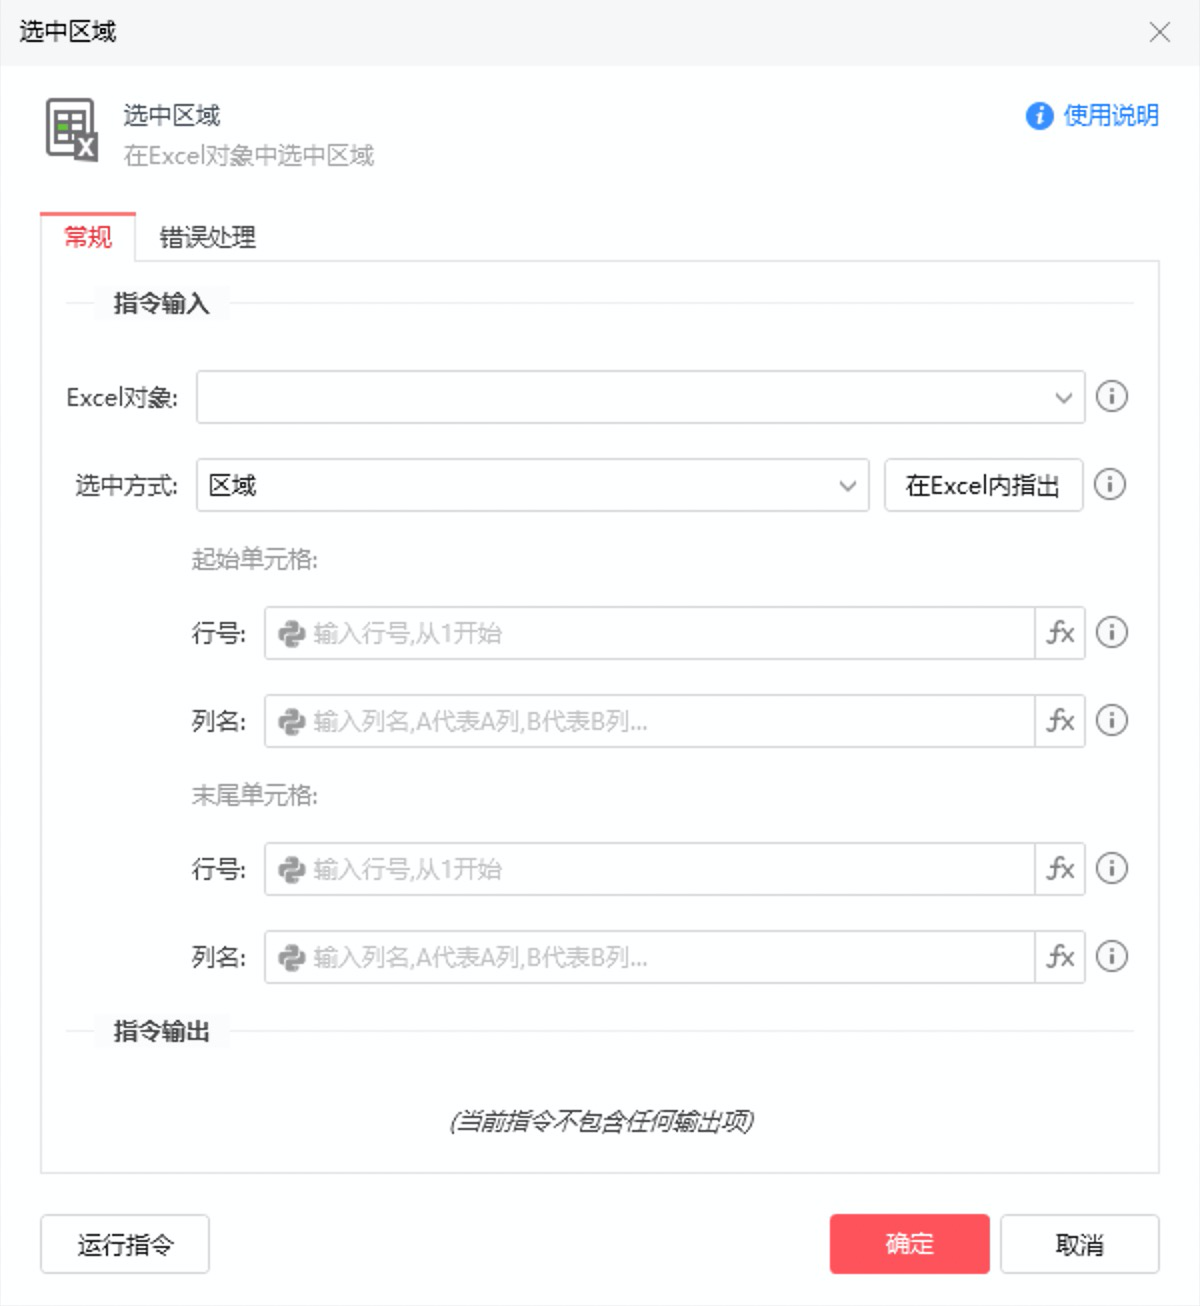 选中区域
选中区域
使用说明
在Excel对象中选中区域
常规
错误处理
指令输入
Excel对象:
选中方式:
区域
在Excel内指出
起始单元格:
行号:
输入行号,从1开始
fx
列名:
输入列名,A代表A列,B代表B列...
fx
末尾单元格:
行号:
输入行号,从1开始
fx
列名:
输入列名,A代表A列,B代表B列...
fx
指令输出
(当前指令不包含任何输出项)
运行指令
确定
取消